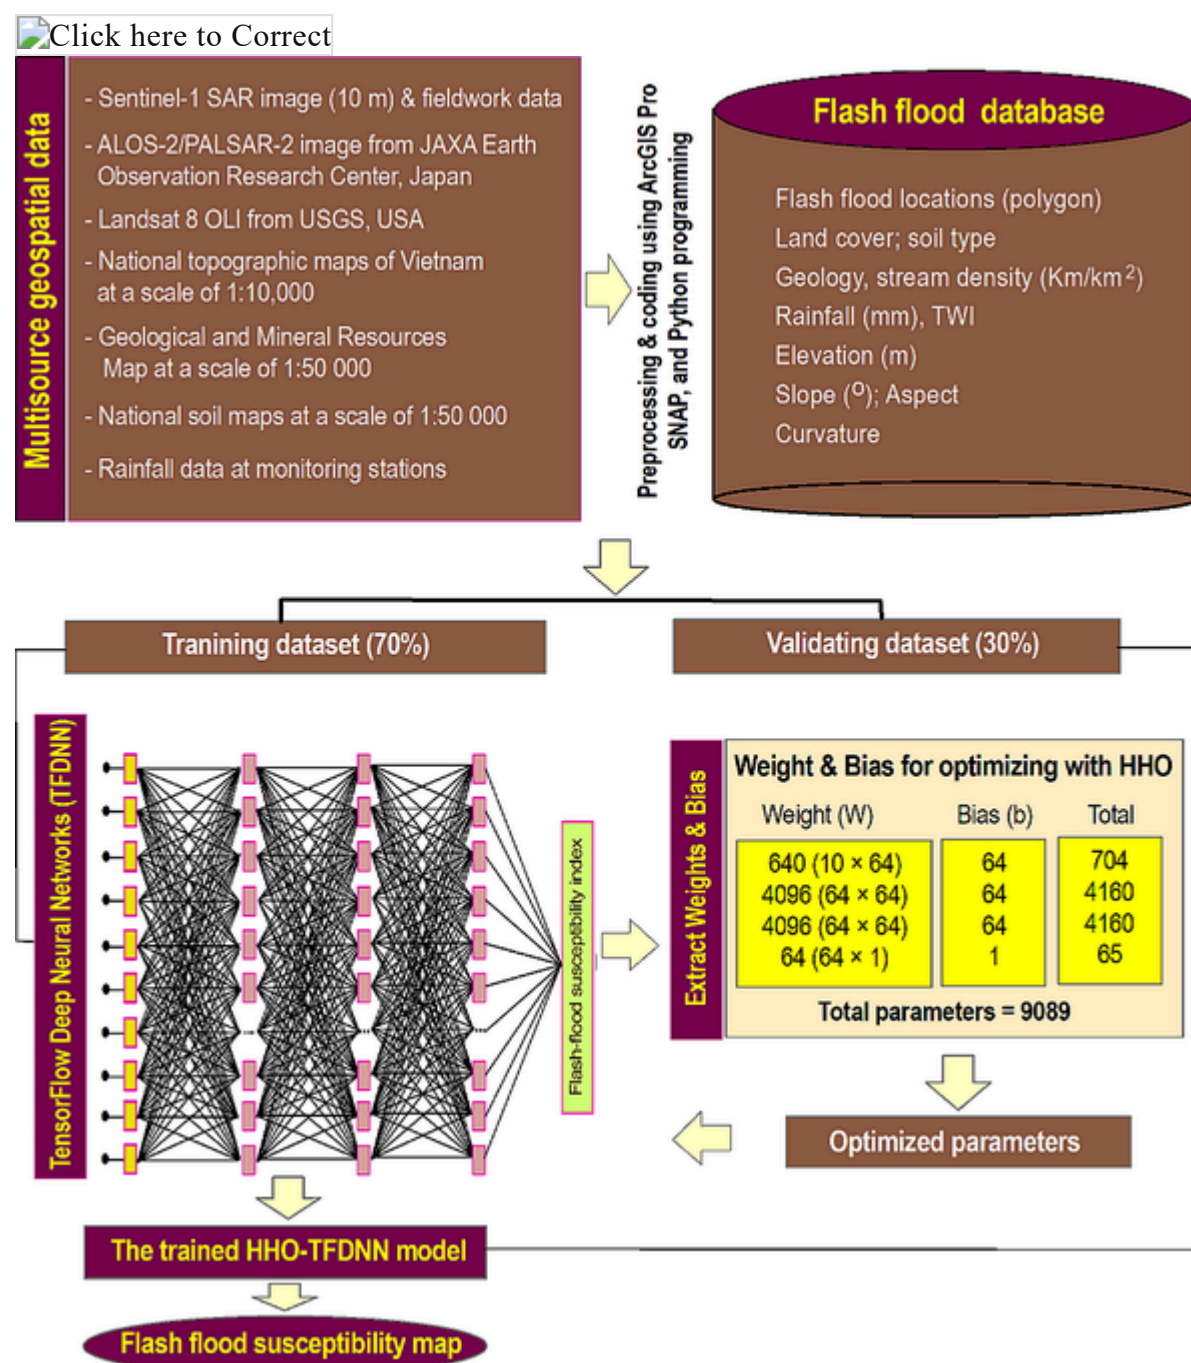 Click here to Correct
Multisource geospatial data
- Sentinel-1 SAR image (10 m) & fieldwork data
- ALOS-2/PALSAR-2 image from JAXA Earth
Observation Research Center, Japan
- Landsat 8 OLI from USGS, USA
- National topographic maps of Vietnam
at a scale of 1:10,000
- Geological and Mineral Resources
Map at a scale of 1:50 000
- National soil maps at a scale of 1:50 000
- Rainfall data at monitoring stations
Preprocessing & coding using ArcGIS Pro
SNAP, and Python programming
Flash flood database
Flash flood locations (polygon)
Land cover; soil type
Geology, stream density (Km/km²)
Rainfall (mm), TWI
Elevation (m)
Slope (º); Aspect
Curvature
Tranining dataset (70%)
Validating dataset (30%)
TensorFlow Deep Neural Networks (TFDNN)
Flash-flood susceptibility index
Extract Weights & Bias
Weight & Bias for optimizing with HHO
Weight (W) Bias (b) Total
640 (10 × 64) 64 704
4096 (64 × 64) 64 4160
4096 (64 × 64) 64 4160
64 (64 × 1) 1 65
Total parameters = 9089
Optimized parameters
The trained HHO-TFDNN model
Flash flood susceptibility map